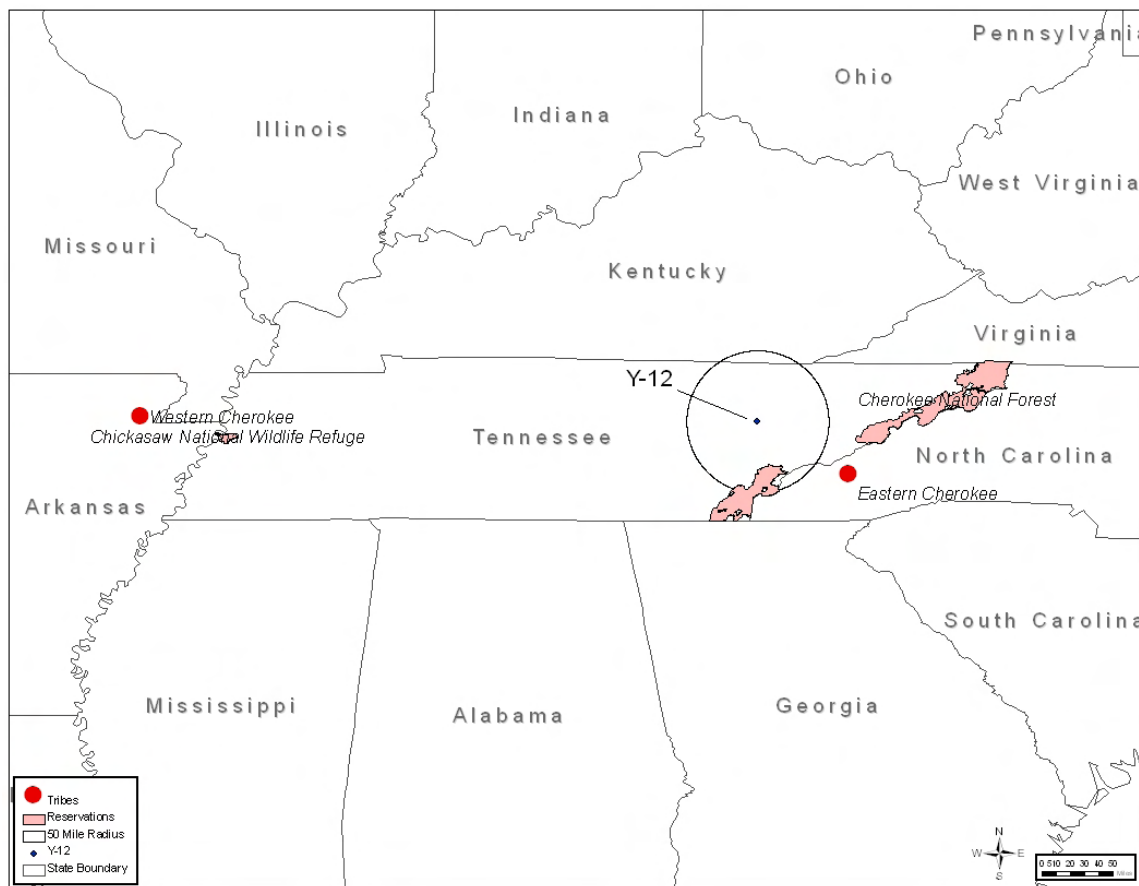 Pennsylvania
Ohio
Indiana
Illinois
West Virginia
Missouri
Kentucky
Virginia
Y-12
Cherokee National Forest
Western Cherokee
Chickasaw National Wildlife Refuge
Tennessee
North Carolina
Eastern Cherokee
Arkansas
South Carolina
Mississippi
Alabama
Georgia
Tribes
Reservations
50 Mile Radius
Y-12
State Boundary
N
W
E
S
0 510 20 30 40 50
Miles